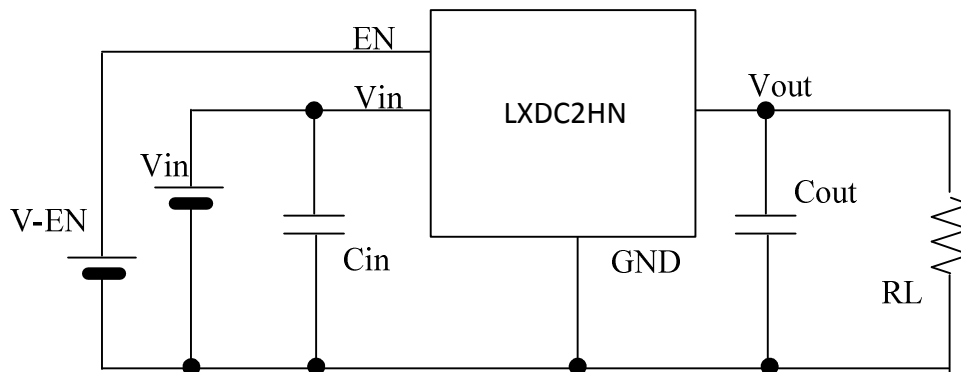 EN
Vin
LXDC2HN
Vout
Vin
Cout
V-EN
Cin
GND
RL